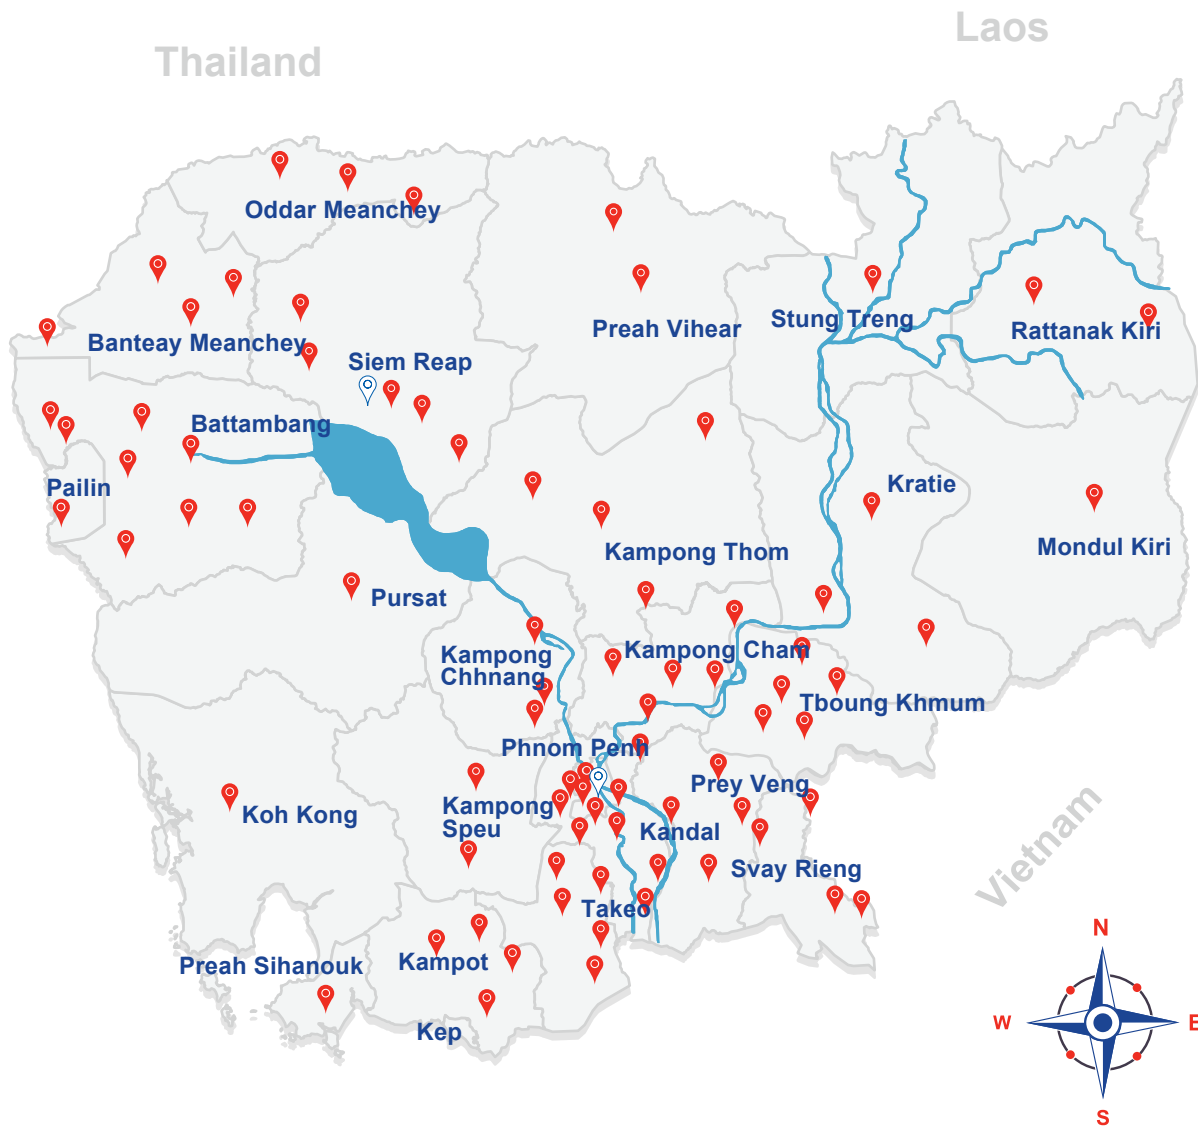 Laos
Thailand
Oddar Meanchey
Stung Treng
Preah Vihear
Rattanak Kiri
Banteay Meanchey
Siem Reap
Battambang
Pailin
Kratie
Kampong Thom
Mondul Kiri
Pursat
Kampong
Chhnang
Kampong Cham
Tboung Khmum
Phnom Penh
Prey Veng
Koh Kong
Kampong
Speu
Kandal
Svay Rieng
Vietnam
Takeo
Kampot
Preah Sihanouk
Kep
N
W
E
S